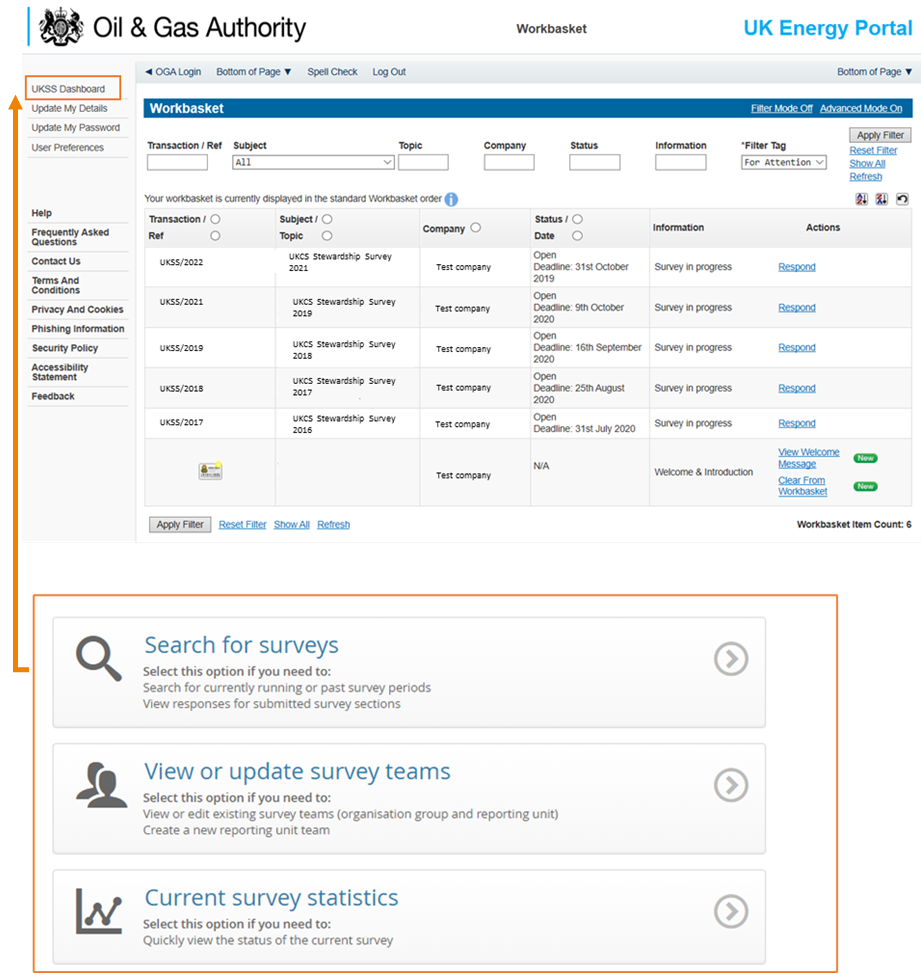 Oil & Gas Authority
Workbasket
UK Energy Portal
UKSS Dashboard
Update My Details
Update My Password
User Preferences
Help
Frequently Asked
Questions
Contact Us
Terms And
Conditions
Privacy And Cookies
Phishing Information
Security Policy
Accessibility
Statement
Feedback
◄ OGA Login Bottom of Page ▼ Spell Check Log Out Bottom of Page ▼
Workbasket Filter Mode Off Advanced Mode On
Apply Filter
Transaction / Ref Subject Topic Company Status Information *Filter Tag
Reset Filter
All For Attention
Show All
Refresh
Your workbasket is currently displayed in the standard Workbasket order
Transaction / Subject / Status /
Company Information Actions
Ref Topic Date
UKSS/2022 UKCS Stewardship Survey
2021 Test company Open
Deadline: 31st October
2019 Survey in progress Respond
UKSS/2021 UKCS Stewardship Survey
2019 Test company Open
Deadline: 9th October
2020 Survey in progress Respond
UKSS/2019 UKCS Stewardship Survey
2018 Test company Open
Deadline: 16th September
2020 Survey in progress Respond
UKSS/2018 UKCS Stewardship Survey
2017 Test company Open
Deadline: 25th August
2020 Survey in progress Respond
UKSS/2017 UKCS Stewardship Survey
2016 Test company Open
Deadline: 31st July 2020 Survey in progress Respond
Test company N/A Welcome & Introduction View Welcome
Message New
Clear From
Workbasket New
Apply Filter Reset Filter Show All Refresh Workbasket Item Count: 6
Search for surveys
Select this option if you need to:
Search for currently running or past survey periods
View responses for submitted survey sections
View or update survey teams
Select this option if you need to:
View or edit existing survey teams (organisation group and reporting unit)
Create a new reporting unit team
Current survey statistics
Select this option if you need to:
Quickly view the status of the current survey